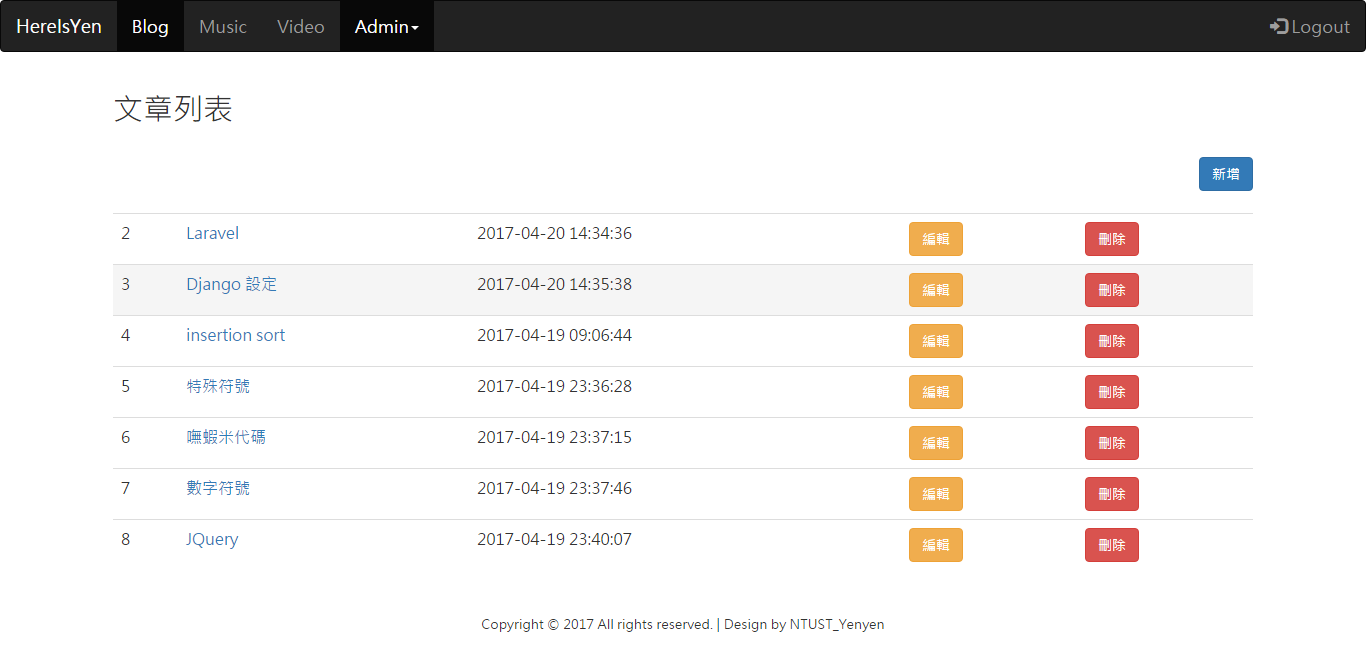 HereIsYen Blog Music Video Admin Logout
文章列表
新增
2 Laravel 2017-04-20 14:34:36 編輯 刪除
3 Django 設定 2017-04-20 14:35:38 編輯 刪除
4 insertion sort 2017-04-19 09:06:44 編輯 刪除
5 特殊符號 2017-04-19 23:36:28 編輯 刪除
6 嘸蝦米代碼 2017-04-19 23:37:15 編輯 刪除
7 數字符號 2017-04-19 23:37:46 編輯 刪除
8 JQuery 2017-04-19 23:40:07 編輯 刪除
Copyright © 2017 All rights reserved. | Design by NTUST_Yenyen